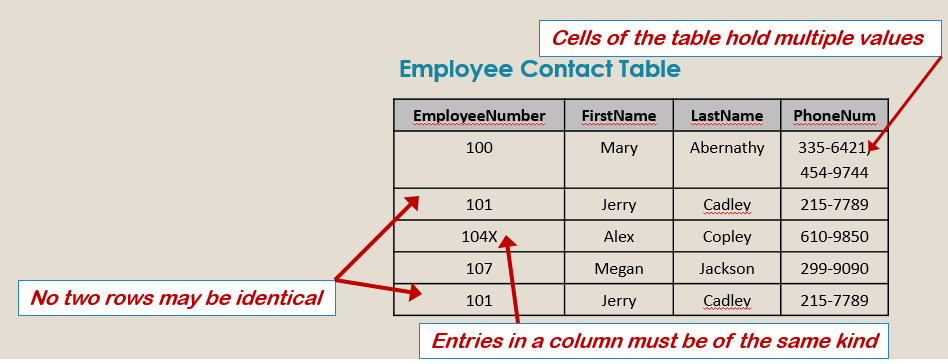 Cells of the table hold multiple values
Employee Contact Table
EmployeeNumber FirstName LastName PhoneNum
100 Mary Abernathy 335-6421,
454-9744
101 Jerry Cadley 215-7789
104X Alex Copley 610-9850
107 Megan Jackson 299-9090
101 Jerry Cadley 215-7789
No two rows may be identical
Entries in a column must be of the same kind